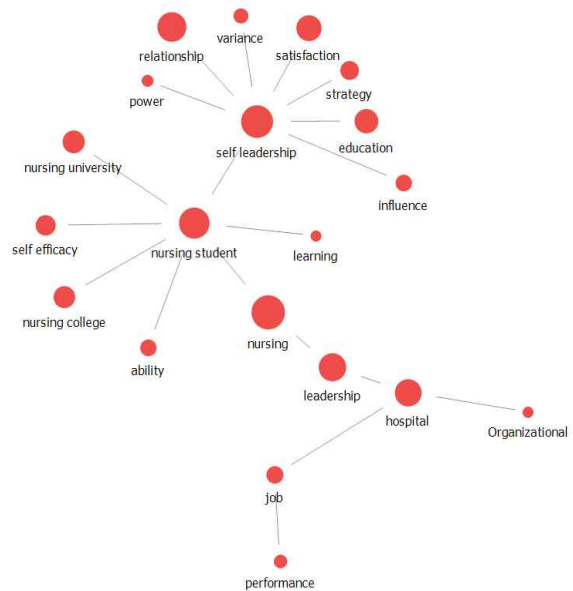 variance
relationship
satisfaction
strategy
power
education
self leadership
nursing university
influence
self efficacy
nursing student
learning
nursing college
nursing
ability
leadership
hospital
Organizational
job
performance